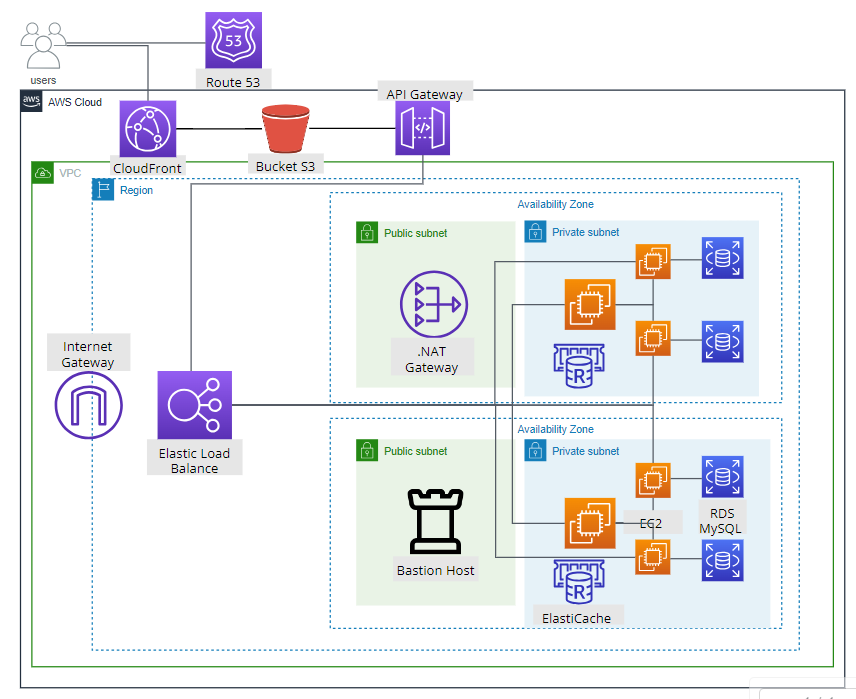 53
users
Route 53
aws
AWS Cloud
API Gateway
</>
CloudFront
Bucket S3
VPC
Region
Availability Zone
Public subnet
Private subnet
.NAT
Gateway
R
Internet
Gateway
Elastic Load
Balance
Availability Zone
Public subnet
Private subnet
EC2
RDS
MySQL
Bastion Host
R
ElastiCache